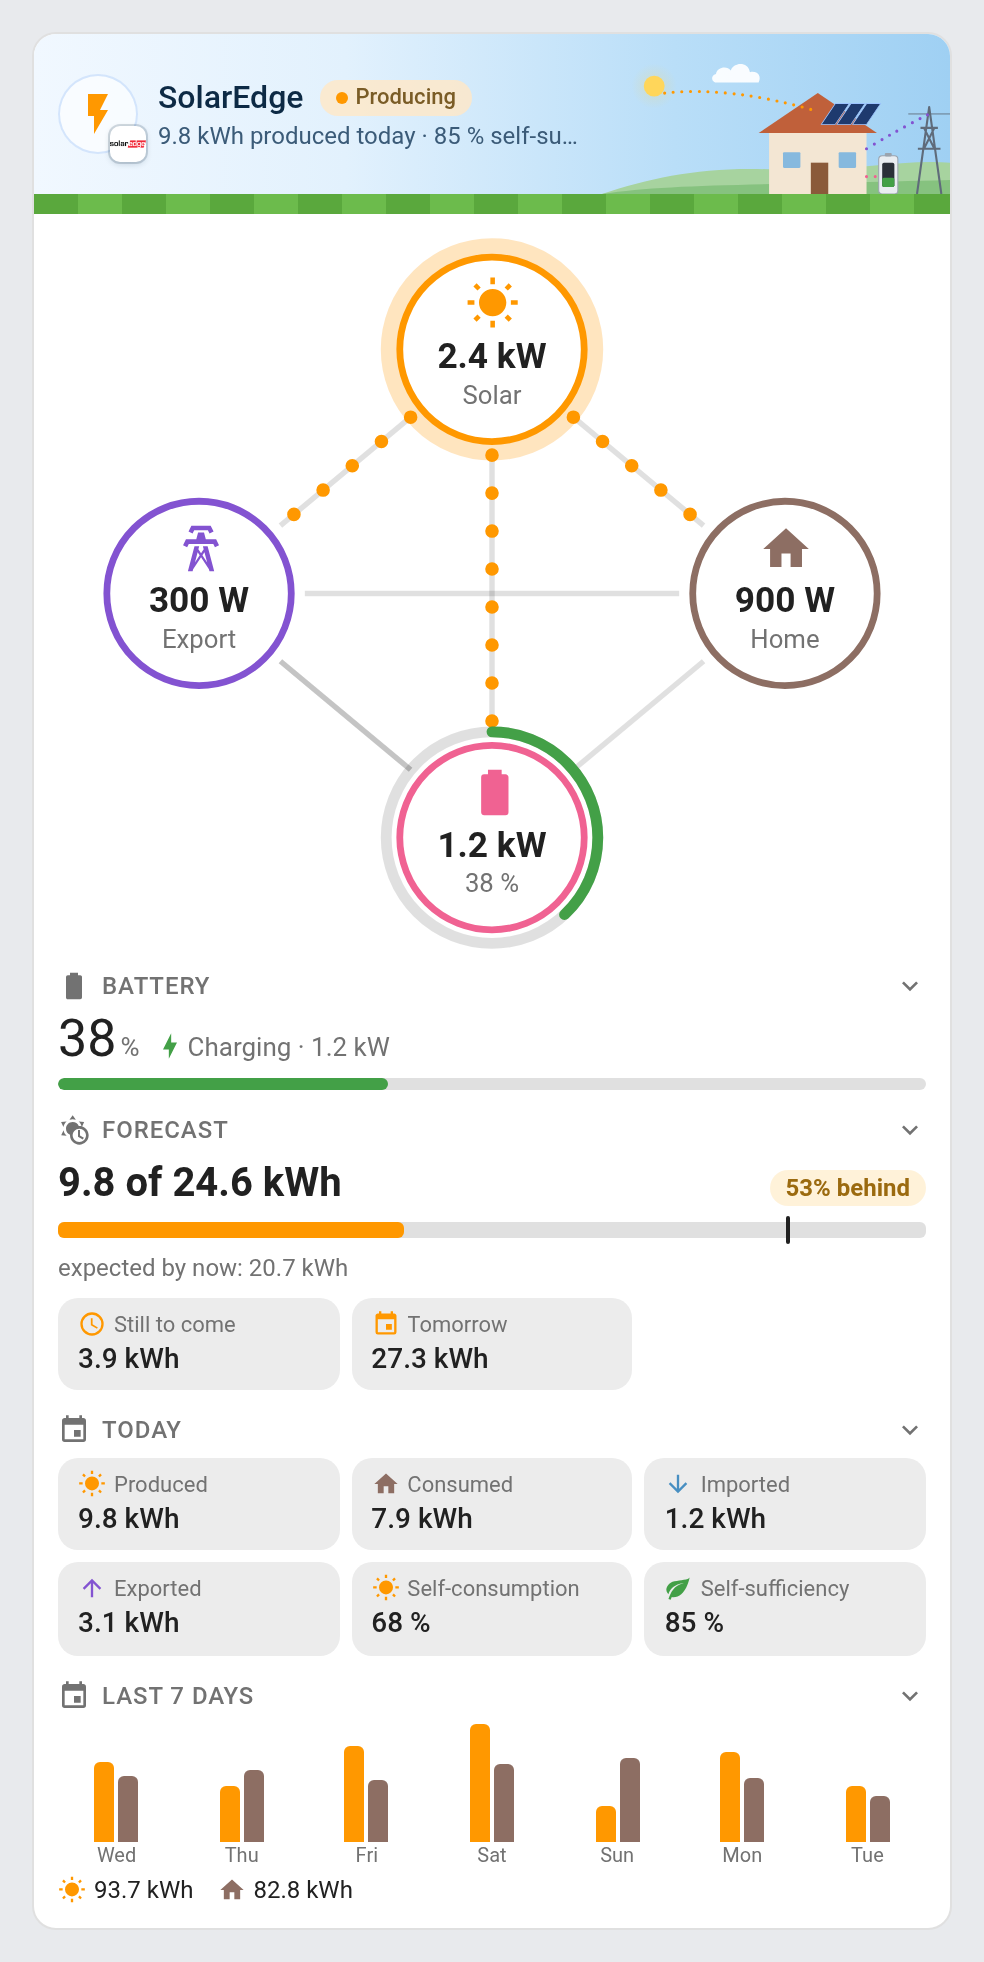 SolarEdge
Producing
solaredge
9.8 kWh produced today · 85 % self-su...
2.4 kW
Solar
300 W
Export
900 W
Home
1.2 kW
38 %
BATTERY
38 %
Charging · 1.2 kW
FORECAST
9.8 of 24.6 kWh
53% behind
expected by now: 20.7 kWh
Still to come
3.9 kWh
Tomorrow
27.3 kWh
TODAY
Produced
9.8 kWh
Consumed
7.9 kWh
Imported
1.2 kWh
Exported
3.1 kWh
Self-consumption
68 %
Self-sufficiency
85 %
LAST 7 DAYS
Wed Thu Fri Sat Sun Mon Tue
93.7 kWh 82.8 kWh